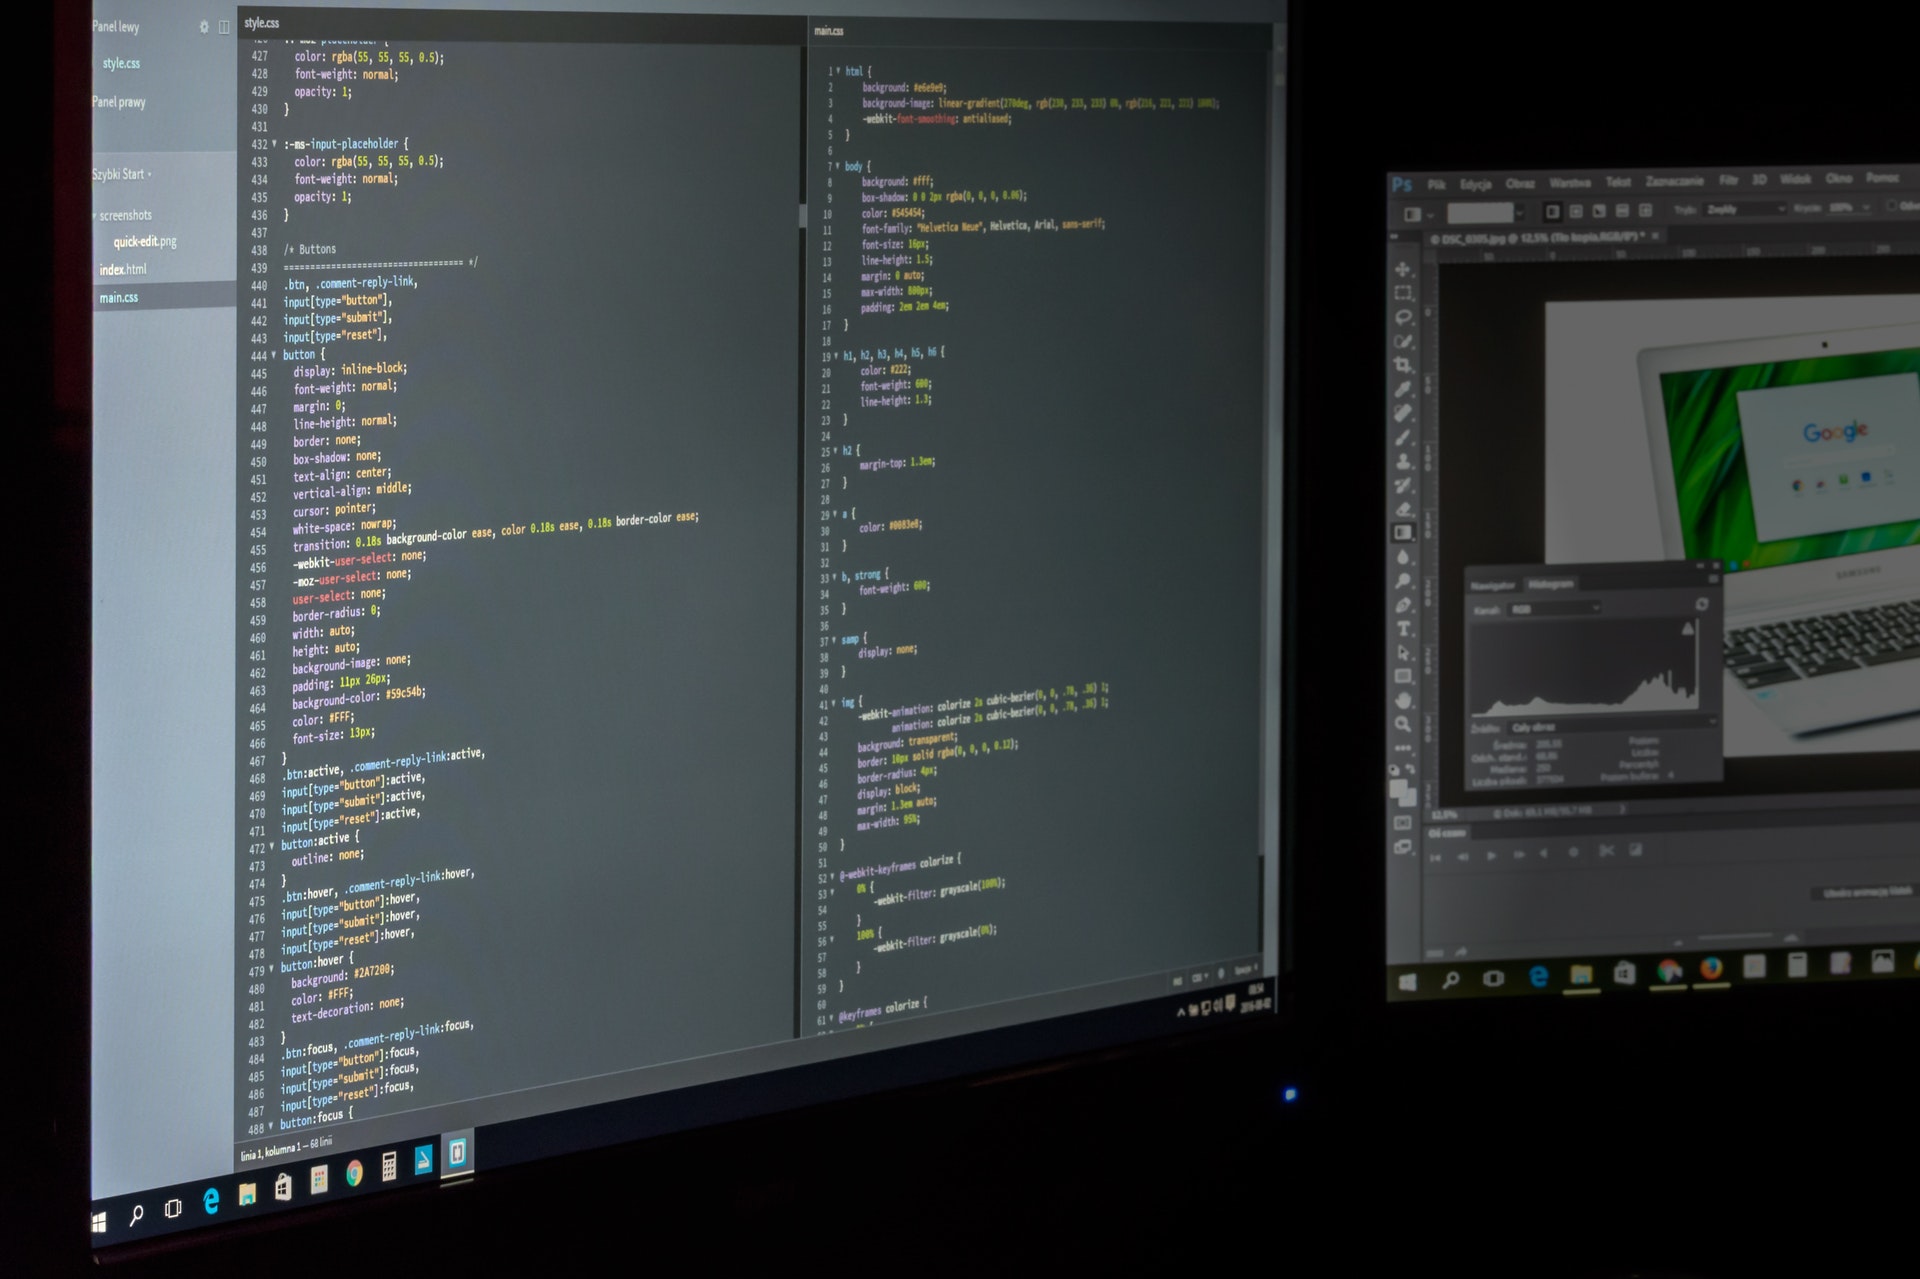 Panel lewy
style.css
Panel prawy
Szybki Start
screenshots
quick-edit.png
index.html
main.css
style.css
427 color: rgba(55, 55, 55, 0.5);
428 font-weight: normal;
429 opacity: 1;
430 }
431
432 :-ms-input-placeholder {
433 color: rgba(55, 55, 55, 0.5);
434 font-weight: normal;
435 opacity: 1;
436 }
437
438 /* Buttons
439 ================================== */
440 .btn, .comment-reply-link,
441 input[type="button"],
442 input[type="submit"],
443 input[type="reset"],
444 button {
445 display: inline-block;
446 font-weight: normal;
447 margin: 0;
448 line-height: normal;
449 border: none;
450 box-shadow: none;
451 text-align: center;
452 vertical-align: middle;
453 cursor: pointer;
454 white-space: nowrap;
455 transition: 0.18s background-color ease, color 0.18s ease, 0.18s border-color ease;
456 -webkit-user-select: none;
457 -moz-user-select: none;
458 user-select: none;
459 border-radius: 0;
460 width: auto;
461 height: auto;
462 background-image: none;
463 padding: 11px 26px;
464 background-color: #59c54b;
465 color: #FFF;
466 font-size: 13px;
467 }
468 .btn:active, .comment-reply-link:active,
469 input[type="button"]:active,
470 input[type="submit"]:active,
471 input[type="reset"]:active,
472 button:active {
473 outline: none;
474 }
475 .btn:hover, .comment-reply-link:hover,
476 input[type="button"]:hover,
477 input[type="submit"]:hover,
478 input[type="reset"]:hover,
479 button:hover {
480 background: #2A7200;
481 color: #FFF;
482 text-decoration: none;
483 }
484 .btn:focus, .comment-reply-link:focus,
485 input[type="button"]:focus,
486 input[type="submit"]:focus,
487 input[type="reset"]:focus,
488 button:focus {
linia 1, kolumna 1 — 68 linii
main.css
1 html {
2 background: #e6e9e9;
3 background-image: linear-gradient(270deg, rgb(230, 233, 233) 0%, rgb(216, 221, 221) 100%);
4 -webkit-font-smoothing: antialiased;
5 }
6
7 body {
8 background: #fff;
9 box-shadow: 0 0 2px rgba(0, 0, 0, 0.06);
10 color: #545454;
11 font-family: "Helvetica Neue", Helvetica, Arial, sans-serif;
12 font-size: 16px;
13 line-height: 1.5;
14 margin: 0 auto;
15 max-width: 800px;
16 padding: 2em 2em 4em;
17 }
18
19 h1, h2, h3, h4, h5, h6 {
20 color: #222;
21 font-weight: 600;
22 line-height: 1.3;
23 }
24
25 h2 {
26 margin-top: 1.3em;
27 }
28
29 a {
30 color: #0083e8;
31 }
32
33 b, strong {
34 font-weight: 600;
35 }
36
37 samp {
38 display: none;
39 }
40
41 img {
42 -webkit-animation: colorize 2s cubic-bezier(0, 0, .78, .36) 1;
43 animation: colorize 2s cubic-bezier(0, 0, .78, .36) 1;
44 background: transparent;
45 border: 10px solid rgba(0, 0, 0, 0.12);
46 border-radius: 4px;
47 display: block;
48 margin: 1.3em auto;
49 max-width: 95%;
50 }
51
52 @-webkit-keyframes colorize {
53 0% {
54 -webkit-filter: grayscale(100%);
55 }
56 100% {
57 -webkit-filter: grayscale(0%);
58 }
59 }
60
61 @keyframes colorize {
Ps Plik Edycja Obraz Warstwa Tekst Zaznaczanie Filtr 3D Widok Okno Pomoc
Tryb: Zwykły Krycie: 100%
DSC_0305.jpg @ 12,5% (Tło kopia,RGB/8*) *
Google
SAMSUNG
Nawigator Histogram
Kanał: RGB
Źródło: Cały obraz
12,5%
Oś czasu